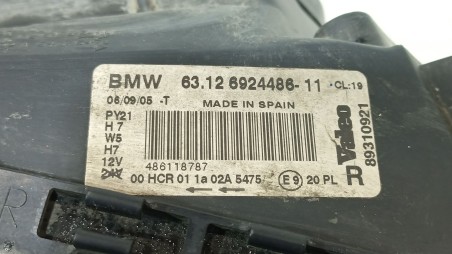 BMW 63.12 6924486-11 CL:19
06/09/05 -T MADE IN SPAIN
PY21
H7
W5
H7
12V 486118787
00 HCR 01 1a 02A 5475 E9 20 PL
Valeo
R 89310921
R